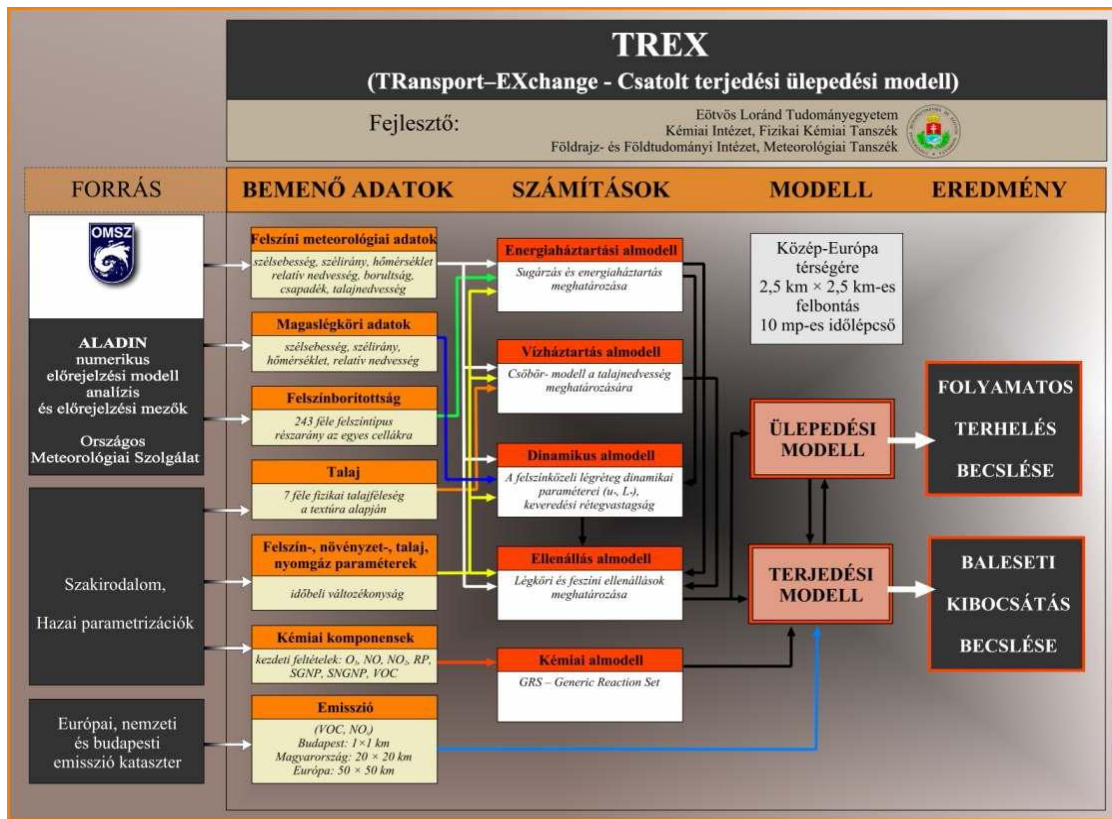 TREX
(TRansport–EXchange - Csatolt terjedési ülepedési modell)
Fejlesztő:
Eötvös Loránd Tudományegyetem
Kémiai Intézet, Fizikai Kémiai Tanszék
Földrajz- és Földtudományi Intézet, Meteorológiai Tanszék
FORRÁS
BEMENŐ ADATOK
SZÁMÍTÁSOK
MODELL
EREDMÉNY
OMSZ
ALADIN
numerikus
előrejelzési modell
analízis
és előrejelzési mezők
Országos
Meteorológiai Szolgálat
Szakirodalom,
Hazai parametrizációk
Európai, nemzeti
és budapesti
emisszió kataszter
Felszíni meteorológiai adatok
szélsebesség, szélirány, hőmérséklet
relatív nedvesség, borultság,
csapadék, talajnedvesség
Magaslégköri adatok
szélsebesség, szélirány,
hőmérséklet, relatív nedvesség
Felszínborítottság
243 féle felszíntípus
részarány az egyes cellákra
Talaj
7 féle fizikai talajféleség
a textúra alapján
Felszín-, növényzet-, talaj,
nyomgáz paraméterek
időbeli változékonyság
Kémiai komponensek
kezdeti feltételek: O₃, NO, NO₂, RP,
SGNP, SNGNP, VOC
Emisszió
(VOC, NOₓ)
Budapest: 1×1 km
Magyarország: 20 × 20 km
Európa: 50 × 50 km
Energiaháztartási almodell
Sugárzás és energiaháztartás
meghatározása
Vízháztartás almodell
Csöbör- modell a talajnedvesség
meghatározására
Dinamikus almodell
A felszínközeli légréteg dinamikai
paraméterei (u*, L*),
keveredési rétegvastagság
Ellenállás almodell
Légköri és feszíni ellenállások
meghatározása
Kémiai almodell
GRS – Generic Reaction Set
Közép-Európa
térségére
2,5 km × 2,5 km-es
felbontás
10 mp-es időlépcső
ÜLEPEDÉSI
MODELL
TERJEDÉSI
MODELL
FOLYAMATOS
TERHELÉS
BECSLÉSE
BALESETI
KIBOCSÁTÁS
BECSLÉSE